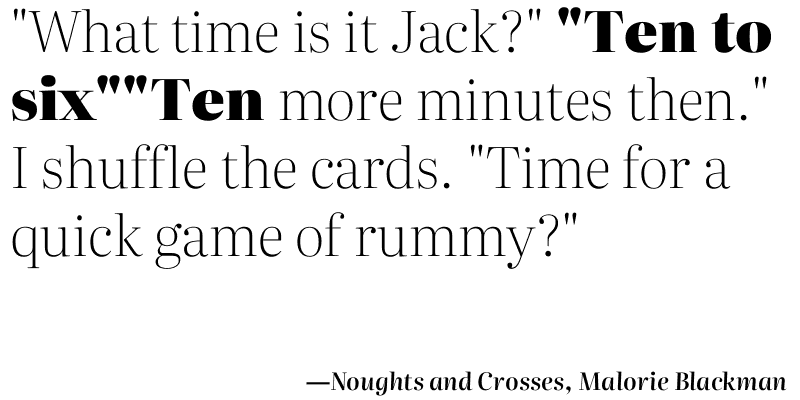 "What time is it Jack?" "Ten to
six""Ten more minutes then."
I shuffle the cards. "Time for a
quick game of rummy?"
—Noughts and Crosses, Malorie Blackman